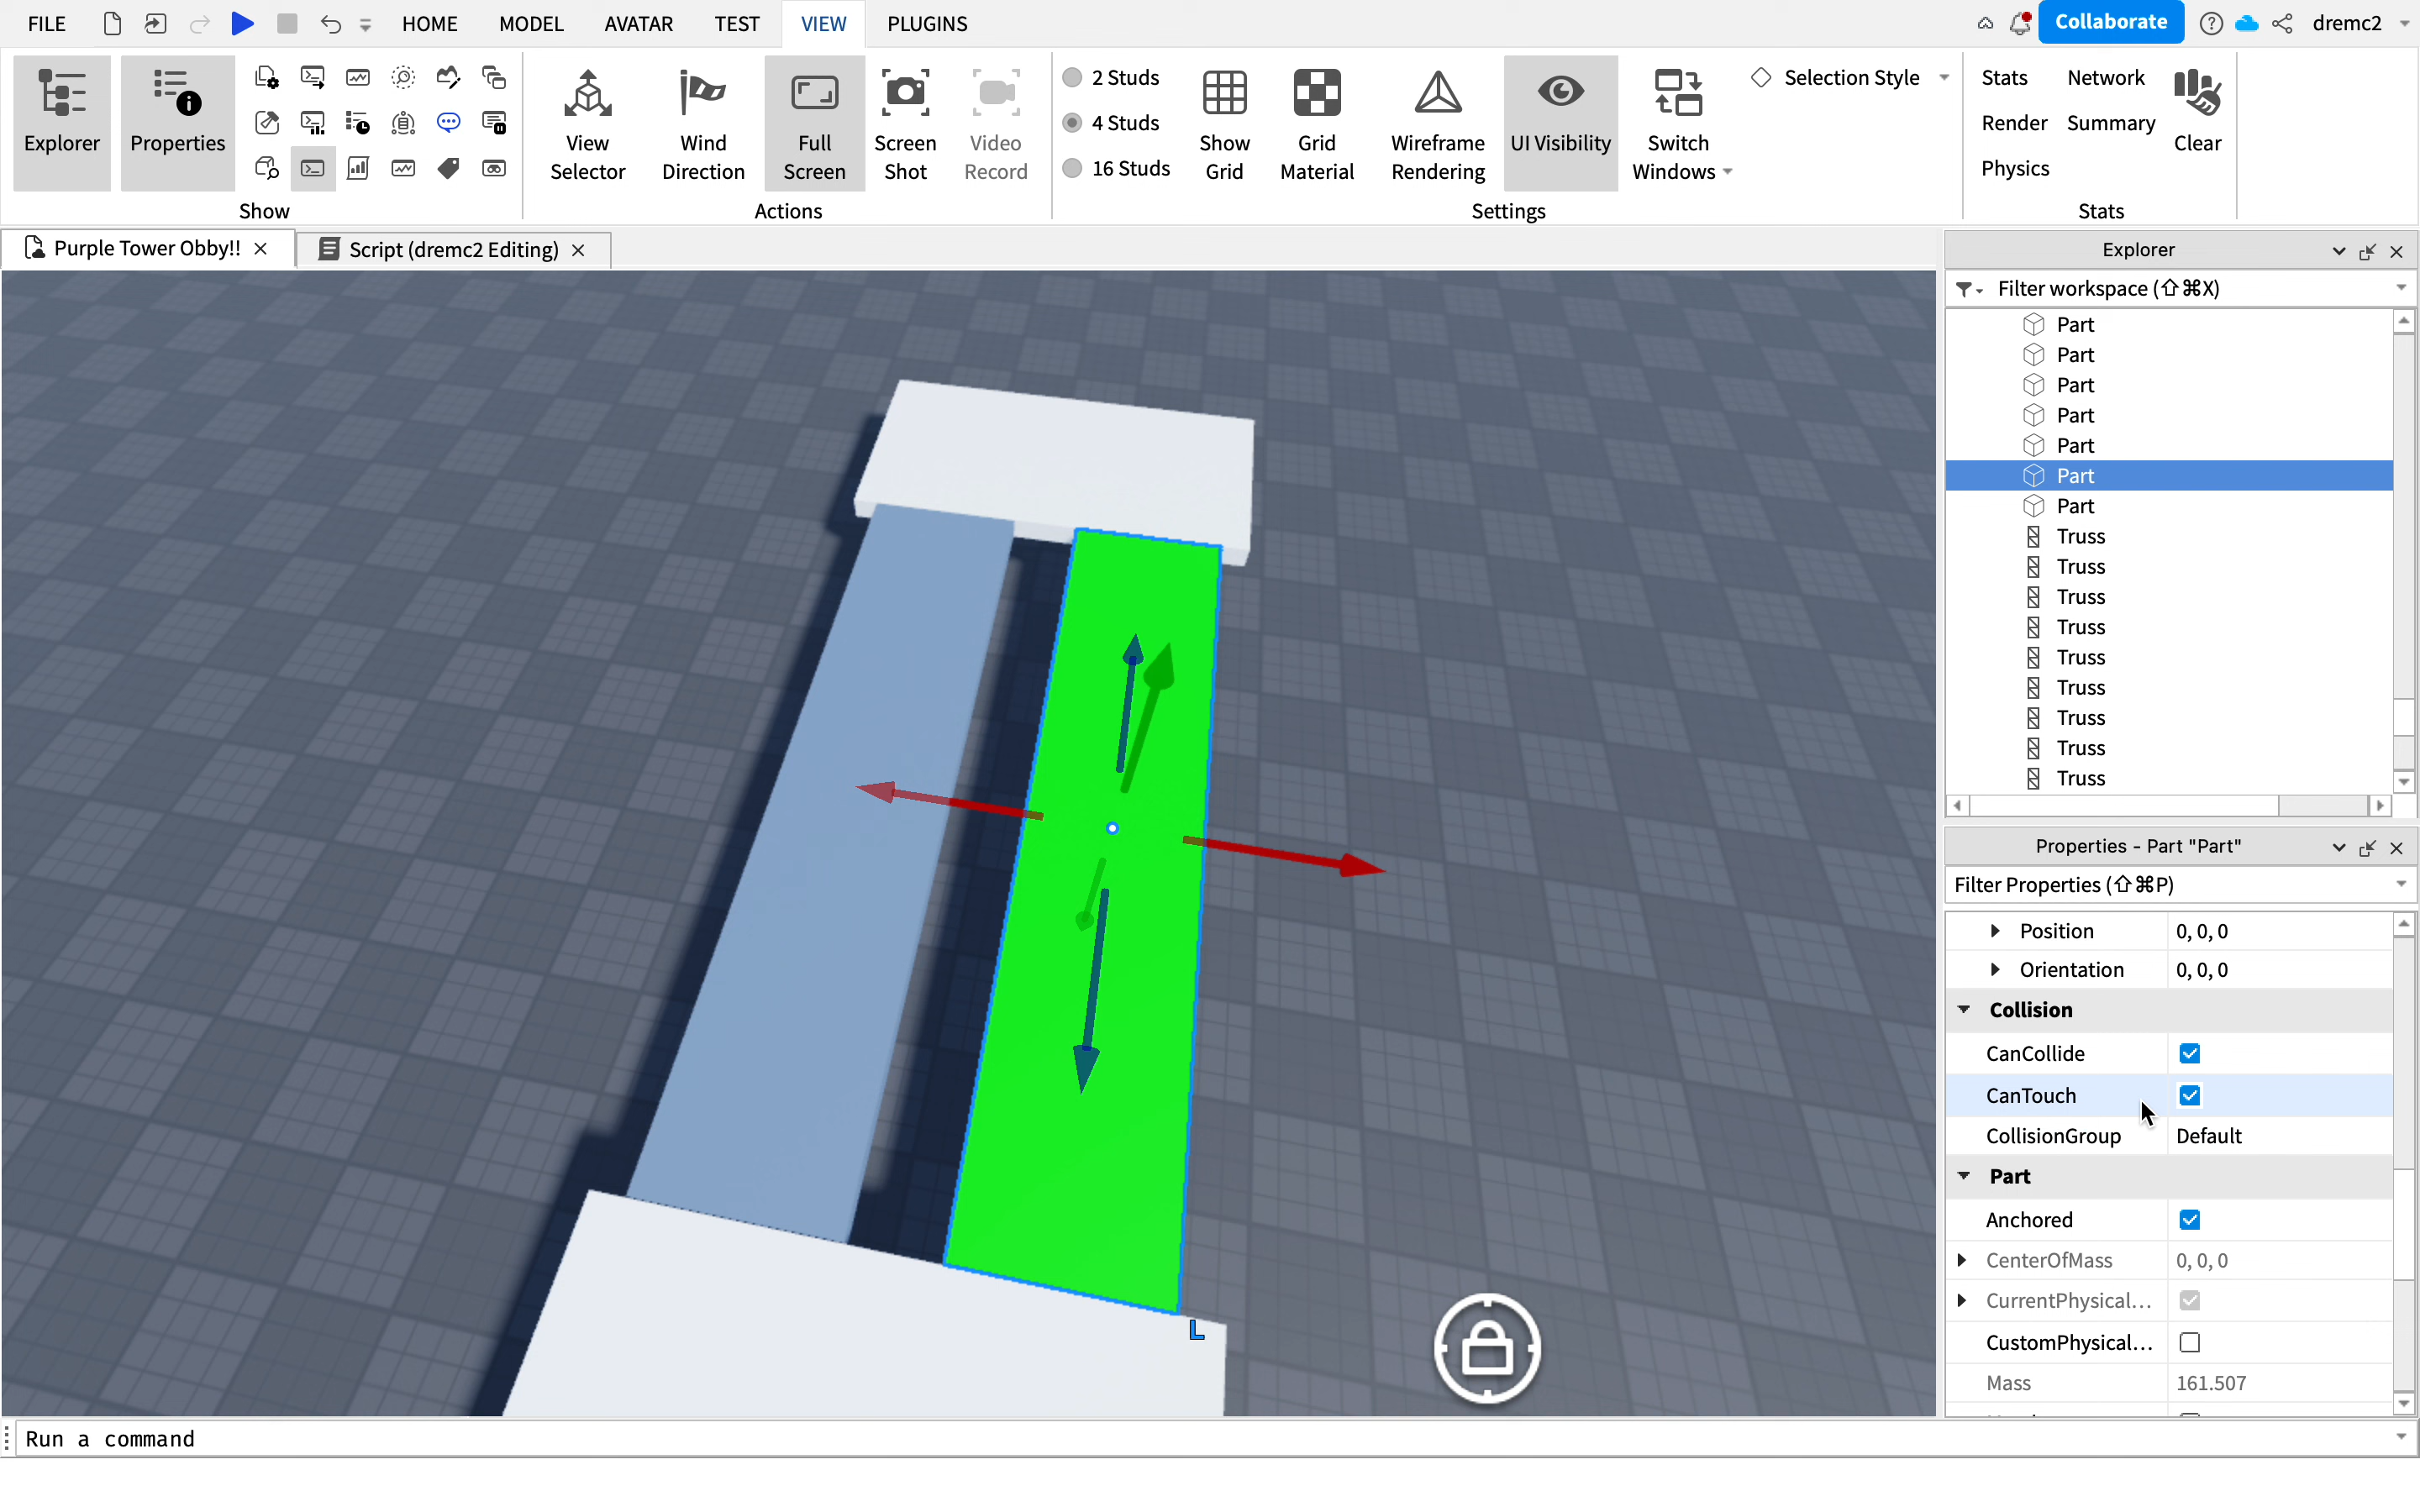 FILE HOME MODEL AVATAR TEST VIEW PLUGINS Collaborate dremc2
Explorer
Properties
Show
View Selector
Wind Direction
Full Screen
Screen Shot
Video Record
Actions
2 Studs
4 Studs
16 Studs
Show Grid
Grid Material
Wireframe Rendering
UI Visibility
Switch Windows
Selection Style
Settings
Stats Network
Render Summary
Physics
Clear
Stats
Purple Tower Obby!! Script (dremc2 Editing)
Explorer
Filter workspace (⇧⌘X)
Part
Part
Part
Part
Part
Part
Part
Truss
Truss
Truss
Truss
Truss
Truss
Truss
Truss
Truss
Properties - Part "Part"
Filter Properties (⇧⌘P)
Position 0, 0, 0
Orientation 0, 0, 0
Collision
CanCollide
CanTouch
CollisionGroup Default
Part
Anchored
CenterOfMass 0, 0, 0
CurrentPhysical...
CustomPhysical...
Mass 161.507
L
Run a command